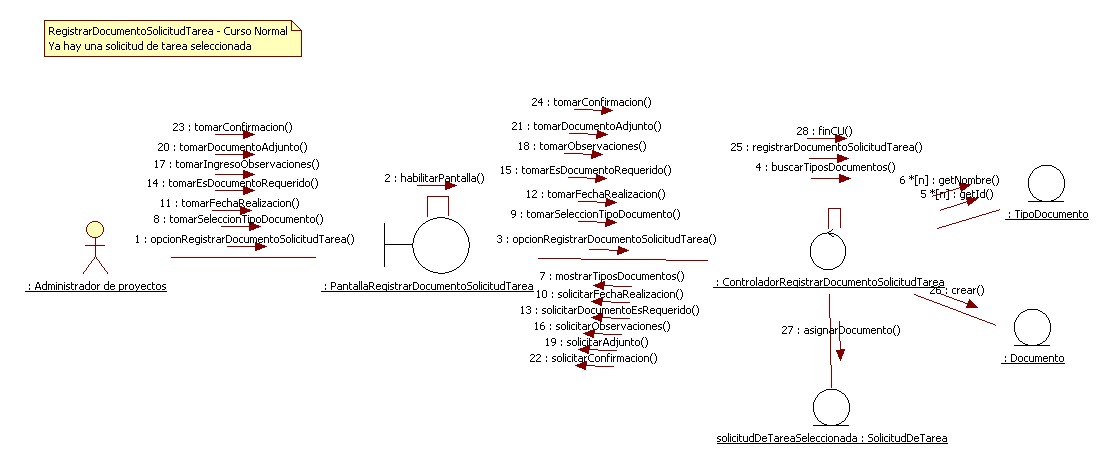 RegistrarDocumentoSolicitudTarea - Curso Normal
Ya hay una solicitud de tarea seleccionada
23 : tomarConfirmacion()
20 : tomarDocumentoAdjunto()
17 : tomarIngresoObservaciones()
14 : tomarEsDocumentoRequerido()
11 : tomarFechaRealizacion()
8 : tomarSeleccionTipoDocumento()
1 : opcionRegistrarDocumentoSolicitudTarea()
: Administrador de proyectos
2 : habilitarPantalla()
: PantallaRegistrarDocumentoSolicitudTarea
24 : tomarConfirmacion()
21 : tomarDocumentoAdjunto()
18 : tomarObservaciones()
15 : tomarEsDocumentoRequerido()
12 : tomarFechaRealizacion()
9 : tomarSeleccionTipoDocumento()
3 : opcionRegistrarDocumentoSolicitudTarea()
7 : mostrarTiposDocumentos()
10 : solicitarFechaRealizacion()
13 : solicitarDocumentoEsRequerido()
16 : solicitarObservaciones()
19 : solicitarAdjunto()
22 : solicitarConfirmacion()
28 : finCU()
25 : registrarDocumentoSolicitudTarea()
4 : buscarTiposDocumentos()
: ControladorRegistrarDocumentoSolicitudTarea
6 *[n] : getNombre()
5 *[n] : getId()
: TipoDocumento
26 : crear()
: Documento
27 : asignarDocumento()
solicitudDeTareaSeleccionada : SolicitudDeTarea